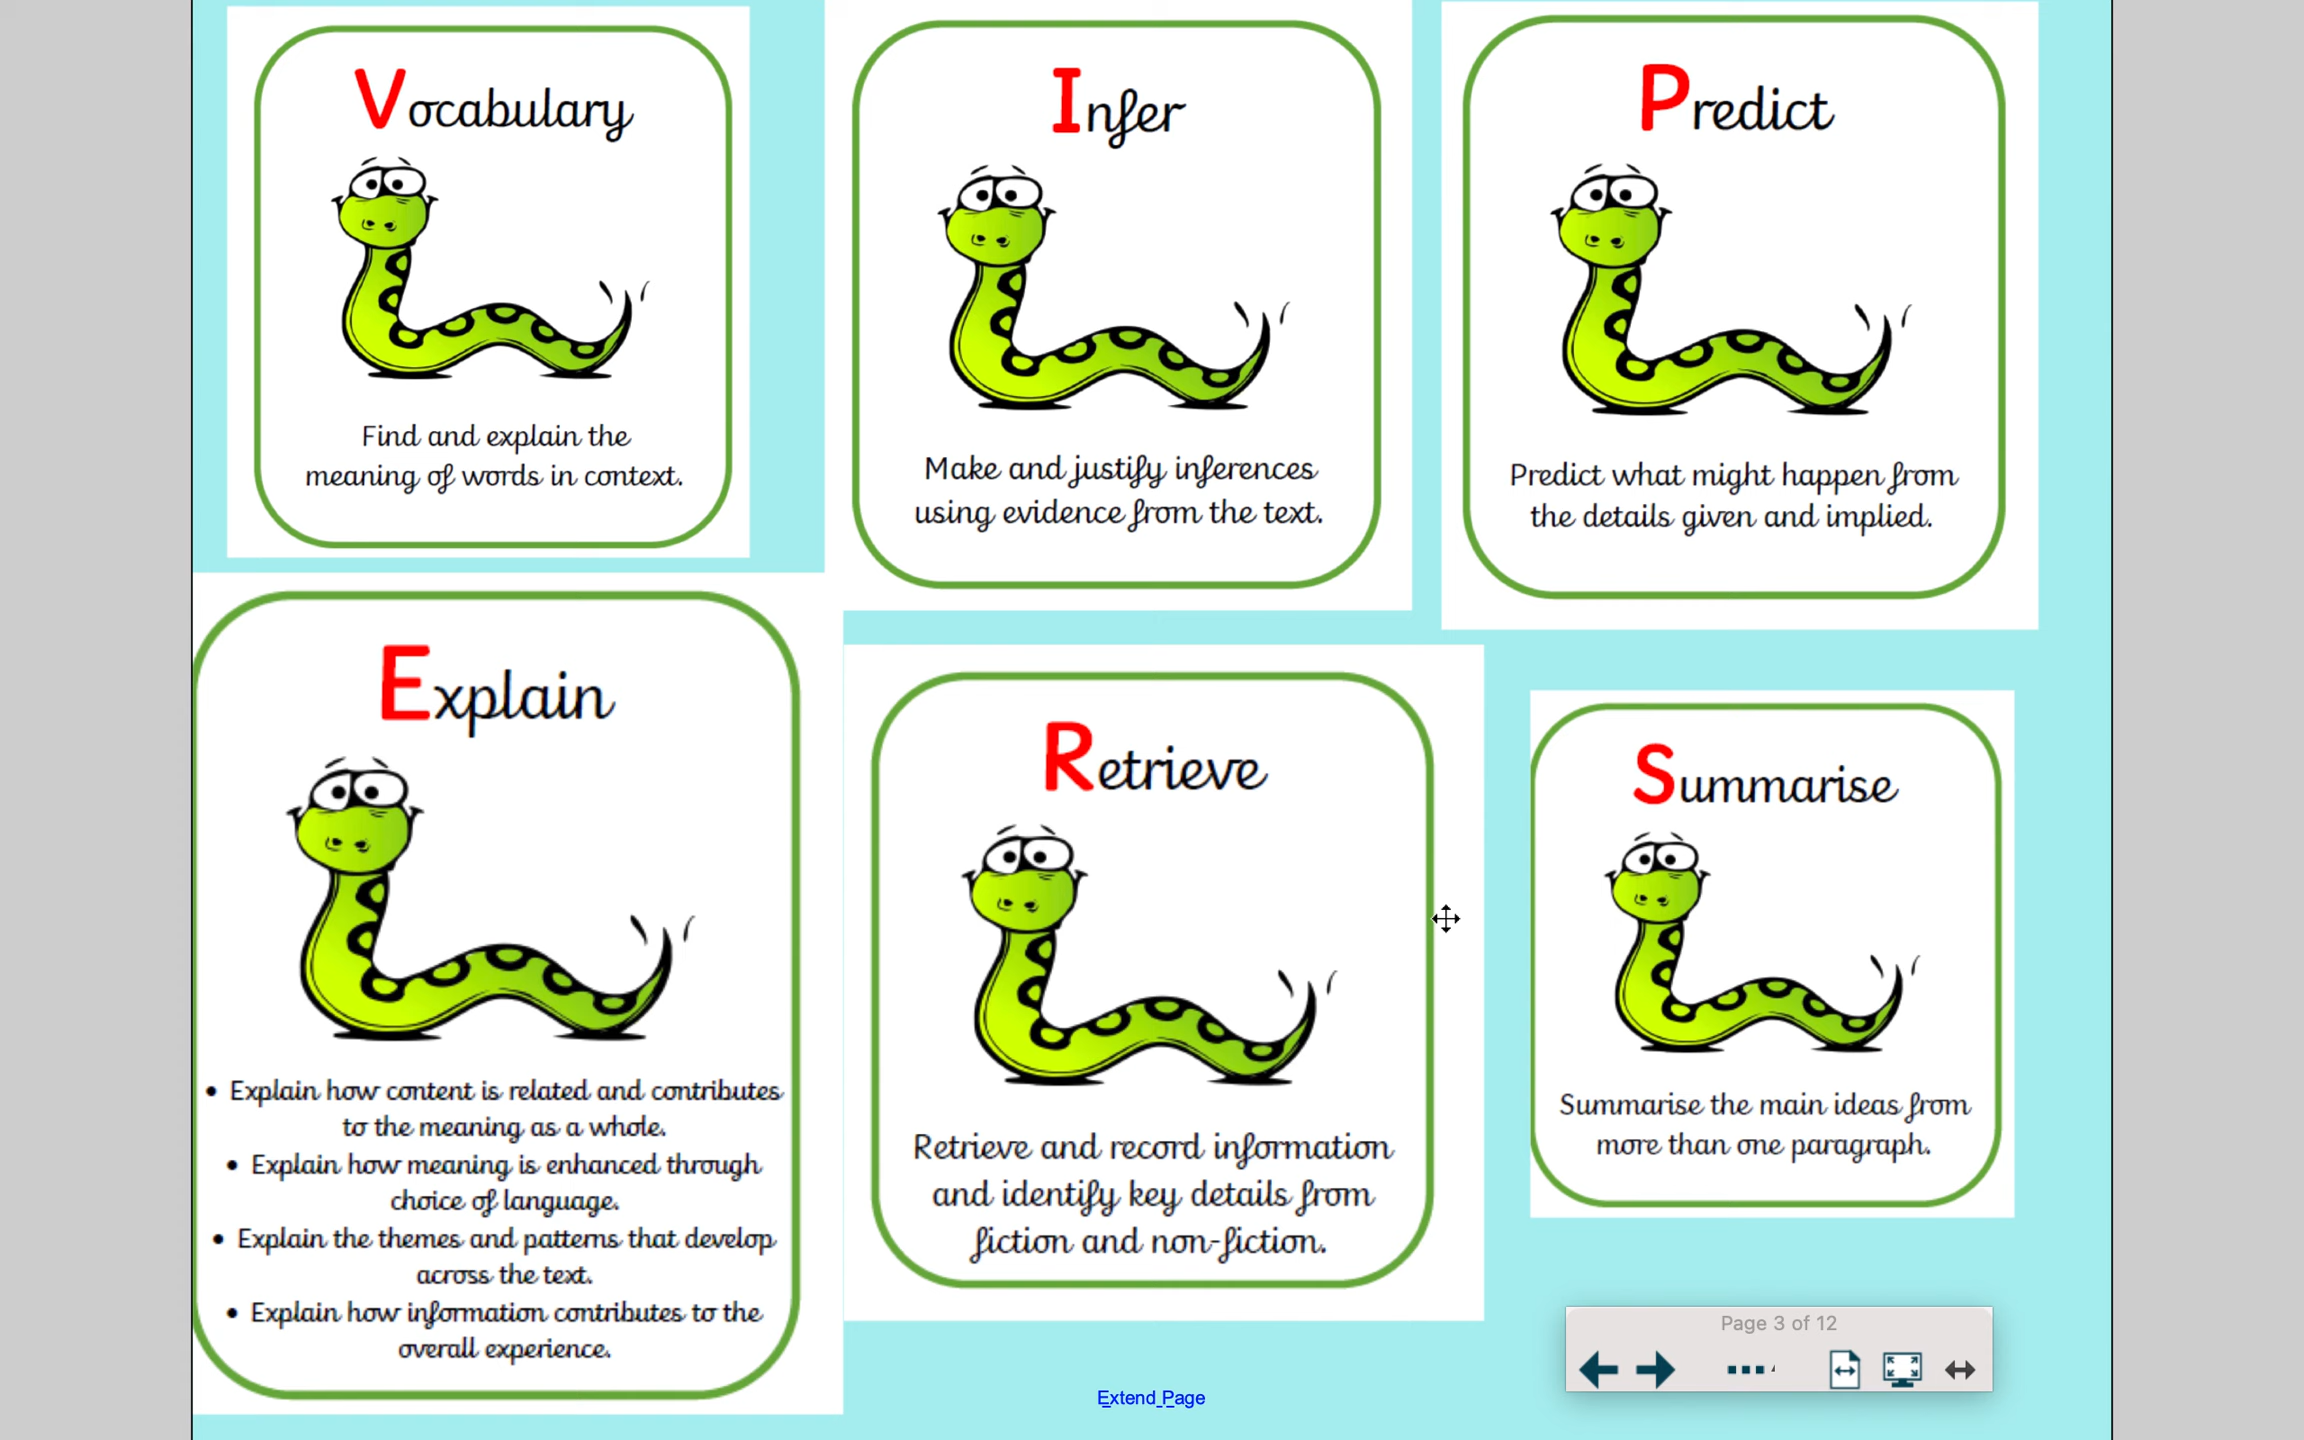 Vocabulary
Find and explain the
meaning of words in context.
Infer
Make and justify inferences
using evidence from the text.
Predict
Predict what might happen from
the details given and implied.
Explain
• Explain how content is related and contributes
to the meaning as a whole.
• Explain how meaning is enhanced through
choice of language.
• Explain the themes and patterns that develop
across the text.
• Explain how information contributes to the
overall experience.
Retrieve
Retrieve and record information
and identify key details from
fiction and non-fiction.
Summarise
Summarise the main ideas from
more than one paragraph.
Page 3 of 12
Extend Page